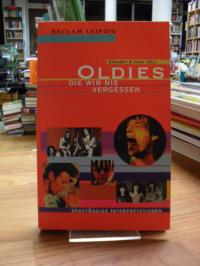 RECLAM LEIPZIG
OLDIES
DIE WIR NIE
VERGESSEN
VERSTÄNDIGE INTERPRETATIONEN